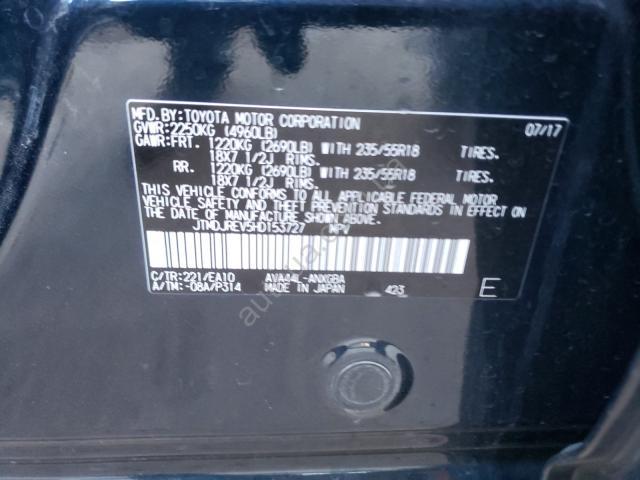 MFD.BY:TOYOTA MOTOR CORPORATION 07/17
GVWR:2250KG (4960LB)
GAWR:FRT. 1220KG (2690LB) WITH 235/55R18 TIRES.
18X7 1/2J RIMS.
RR. 1220KG (2690LB) WITH 235/55R18 TIRES.
18X7 1/2J RIMS.
THIS VEHICLE CONFORMS TO ALL APPLICABLE FEDERAL MOTOR
VEHICLE SAFETY AND THEFT PREVENTION STANDARDS IN EFFECT
ON THE DATE OF MANUFACTURE SHOWN ABOVE.
JTMDJREV5HD153727 MPV
C/TR:221/EA10 AVA44L-ANXGBA
A/TM:-08A/P314 MADE IN JAPAN 423 E